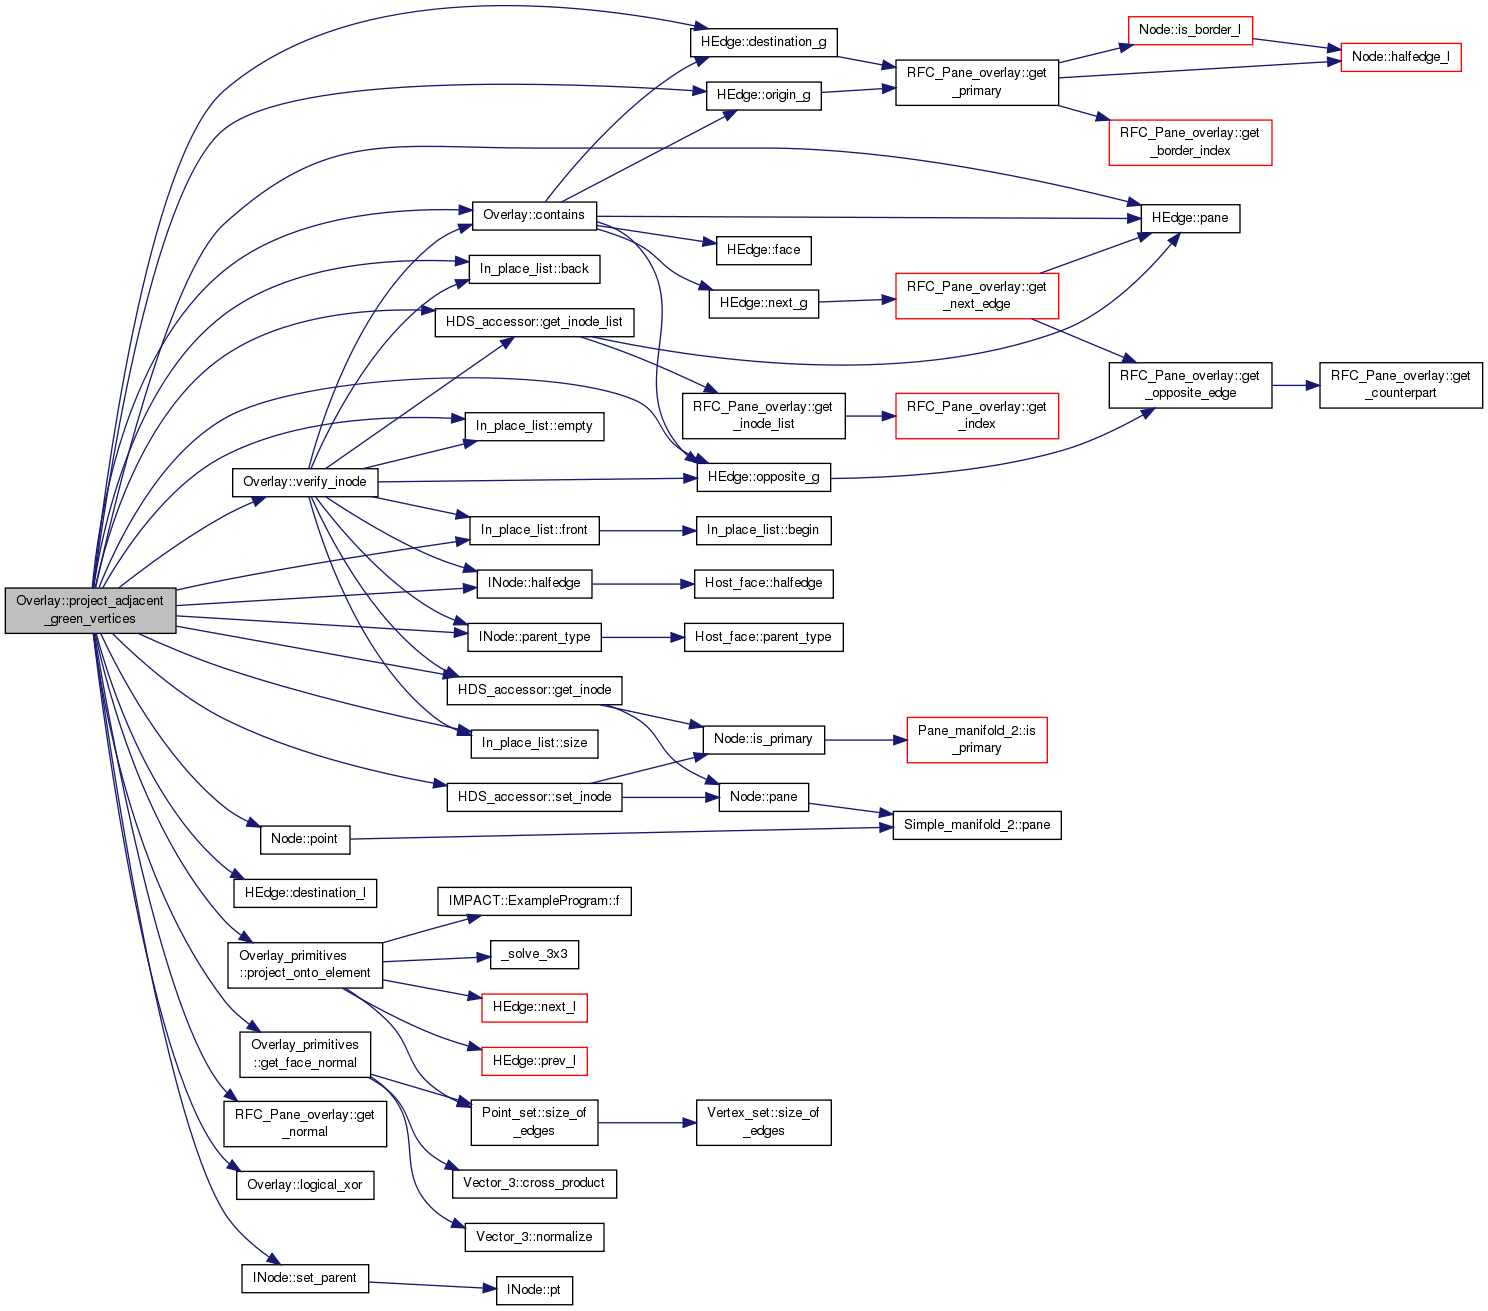 HEdge::destination_g
Node::is_border_l
Node::halfedge_l
RFC_Pane_overlay::get
_primary
HEdge::origin_g
RFC_Pane_overlay::get
_border_index
Overlay::contains
HEdge::pane
HEdge::face
In_place_list::back
HEdge::next_g
RFC_Pane_overlay::get
_next_edge
HDS_accessor::get_inode_list
RFC_Pane_overlay::get
_opposite_edge
RFC_Pane_overlay::get
_counterpart
RFC_Pane_overlay::get
_inode_list
RFC_Pane_overlay::get
_index
In_place_list::empty
Overlay::verify_inode
HEdge::opposite_g
In_place_list::front
In_place_list::begin
INode::halfedge
Host_face::halfedge
Overlay::project_adjacent
_green_vertices
INode::parent_type
Host_face::parent_type
HDS_accessor::get_inode
In_place_list::size
Node::is_primary
Pane_manifold_2::is
_primary
HDS_accessor::set_inode
Node::pane
Simple_manifold_2::pane
Node::point
HEdge::destination_l
IMPACT::ExampleProgram::f
Overlay_primitives
::project_onto_element
_solve_3x3
HEdge::next_l
Overlay_primitives
::get_face_normal
HEdge::prev_l
RFC_Pane_overlay::get
_normal
Point_set::size_of
_edges
Vertex_set::size_of
_edges
Overlay::logical_xor
Vector_3::cross_product
Vector_3::normalize
INode::set_parent
INode::pt